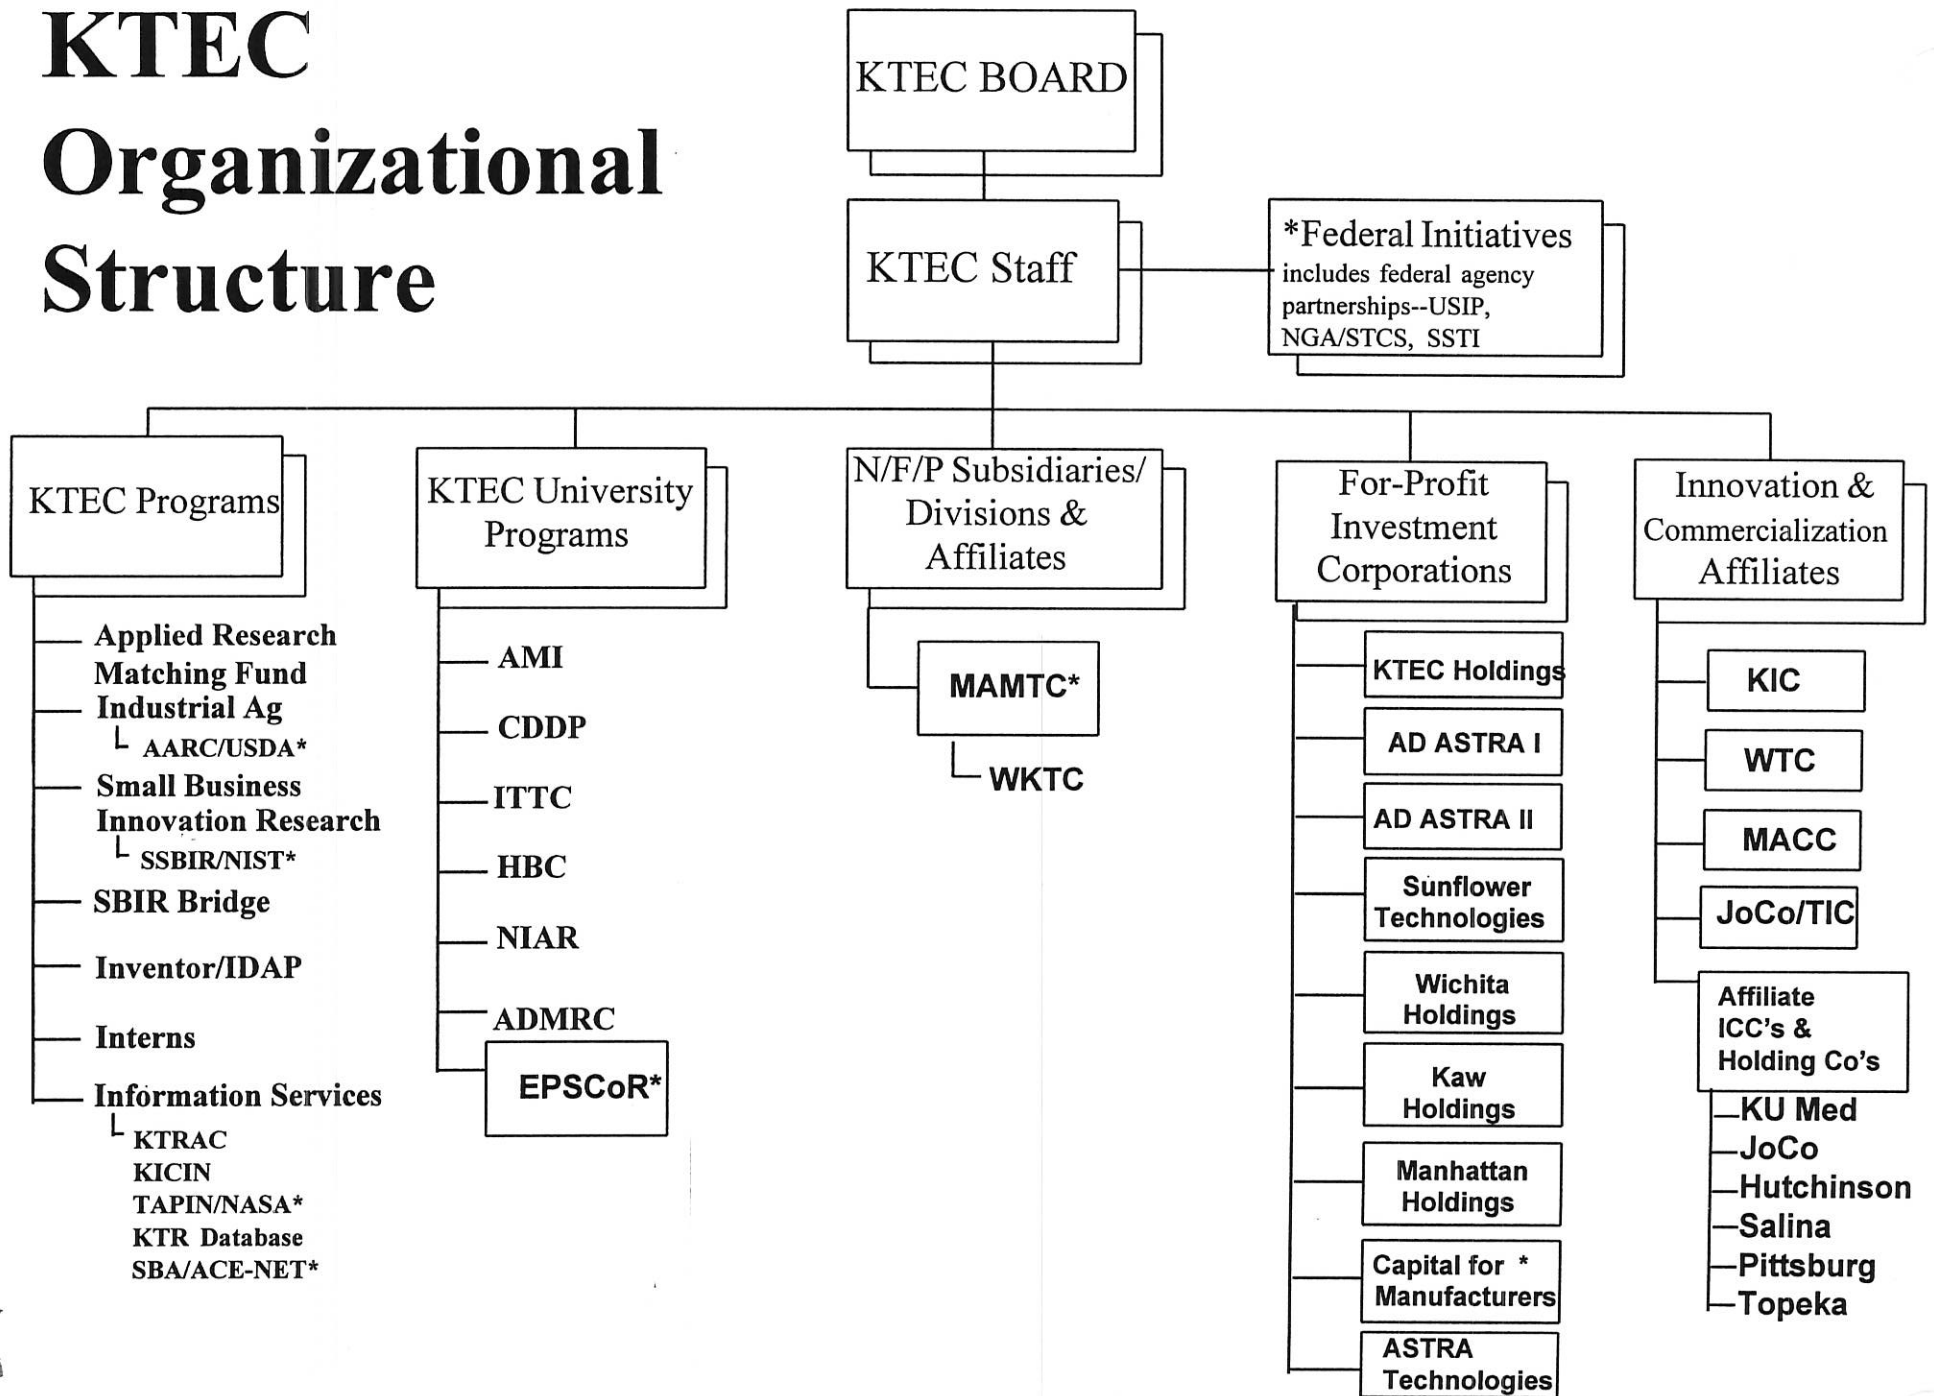 KTEC
Organizational
Structure
KTEC BOARD
KTEC Staff
*Federal Initiatives
includes federal agency
partnerships--USIP,
NGA/STCS, SSTI
KTEC Programs
Applied Research
Matching Fund
Industrial Ag
AARC/USDA*
Small Business
Innovation Research
SSBIR/NIST*
SBIR Bridge
Inventor/IDAP
Interns
Information Services
KTRAC
KICIN
TAPIN/NASA*
KTR Database
SBA/ACE-NET*
KTEC University
Programs
AMI
CDDP
ITTC
HBC
NIAR
ADMRC
EPSCoR*
N/F/P Subsidiaries/
Divisions &
Affiliates
MAMTC*
WKTC
For-Profit
Investment
Corporations
KTEC Holdings
AD ASTRA I
AD ASTRA II
Sunflower
Technologies
Wichita
Holdings
Kaw
Holdings
Manhattan
Holdings
Capital for *
Manufacturers
ASTRA
Technologies
Innovation &
Commercialization
Affiliates
KIC
WTC
MACC
JoCo/TIC
Affiliate
ICC's &
Holding Co's
KU Med
JoCo
Hutchinson
Salina
Pittsburg
Topeka